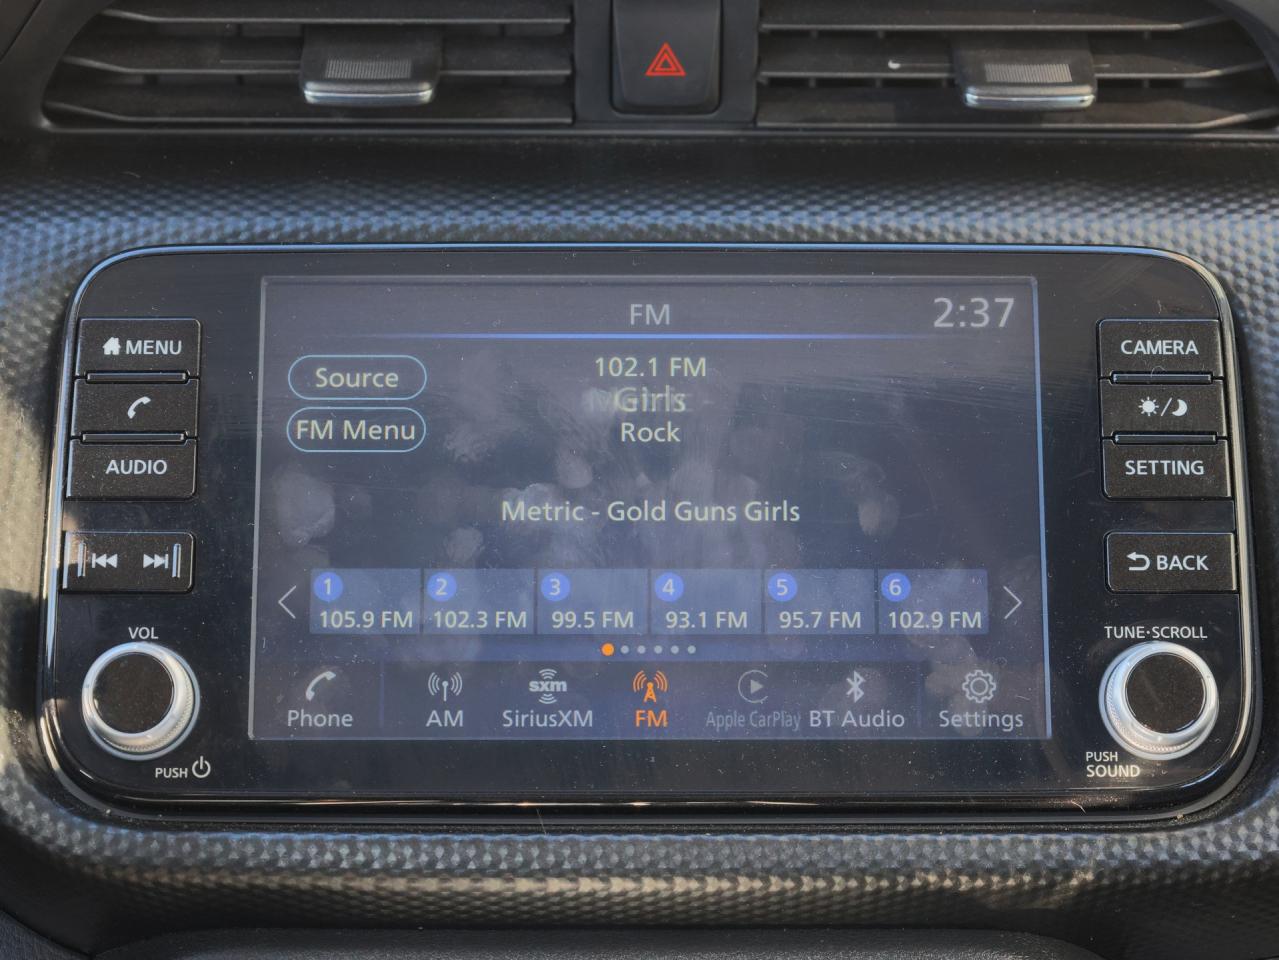 FM
2:37
MENU
AUDIO
VOL
PUSH
Source
FM Menu
102.1 FM
Girls
Rock
Metric - Gold Guns Girls
1 2 3 4 5 6
105.9 FM 102.3 FM 99.5 FM 93.1 FM 95.7 FM 102.9 FM
Phone AM SiriusXM FM Apple CarPlay BT Audio Settings
sxm
CAMERA
SETTING
BACK
TUNE·SCROLL
PUSH
SOUND